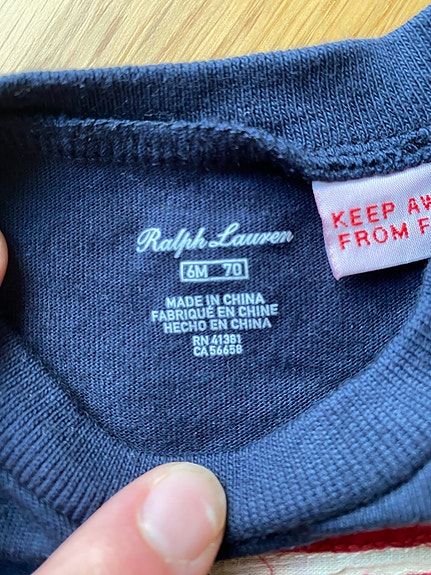 Ralph Lauren
6M 70
MADE IN CHINA
FABRIQUÉ EN CHINE
HECHO EN CHINA
RN 41381
CA 56658
KEEP
FROM